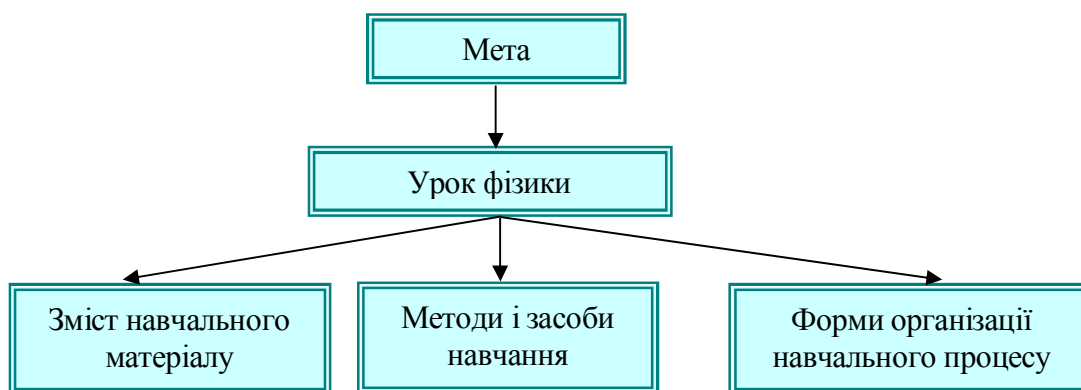 Мета
Урок фізики
Зміст навчального
матеріалу
Методи і засоби
навчання
Форми організації
навчального процесу